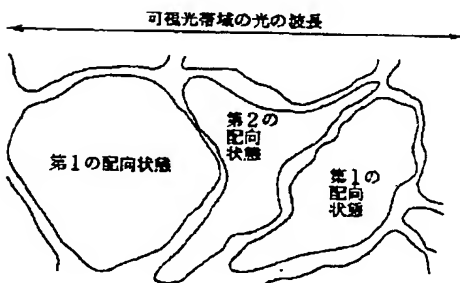 可視光帯域の光の波長
第1の配向状態
第2の
配向
状態
第1の
配向
状態